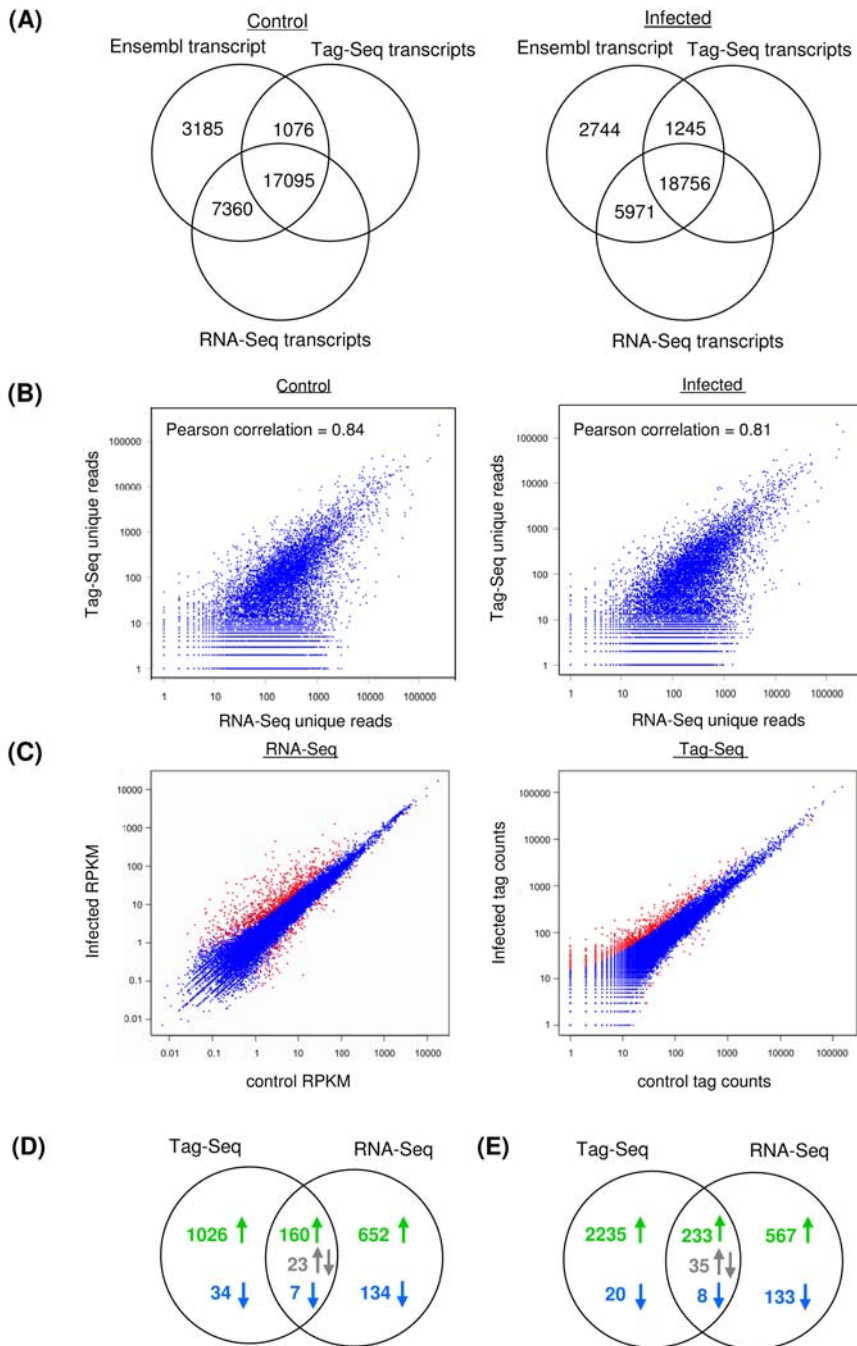 (A)
Control
Infected
Ensembl transcript
Tag-Seq transcripts
Ensembl transcript
Tag-Seq transcripts
3185
1076
17095
7360
2744
1245
18756
5971
RNA-Seq transcripts
RNA-Seq transcripts
(B)
Control
Infected
Pearson correlation = 0.84
Pearson correlation = 0.81
Tag-Seq unique reads
100000
10000
1000
100
10
1
1 10 100 1000 10000 100000
RNA-Seq unique reads
Tag-Seq unique reads
100000
10000
1000
100
10
1
1 10 100 1000 10000 100000
RNA-Seq unique reads
(C)
RNA-Seq
Tag-Seq
Infected RPKM
10000
1000
100
10
1
0.1
0.01
0.01 0.1 1 10 100 1000 10000
control RPKM
Infected tag counts
100000
10000
1000
100
10
1
1 10 100 1000 10000 100000
control tag counts
(D)
Tag-Seq
RNA-Seq
1026
160
652
23
34
7
134
(E)
Tag-Seq
RNA-Seq
2235
233
567
35
20
8
133